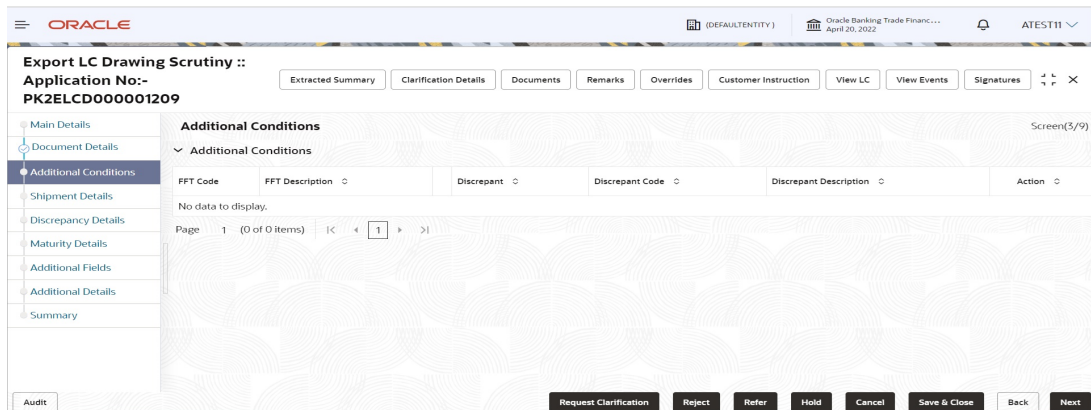 ORACLE
(DEFAULTENTITY )
Oracle Banking Trade Financ...
April 20, 2022
ATEST11
Export LC Drawing Scrutiny ::
Application No:-
PK2ELCD000001209
Extracted Summary
Clarification Details
Documents
Remarks
Overrides
Customer Instruction
View LC
View Events
Signatures
Main Details
Document Details
Additional Conditions
Shipment Details
Discrepancy Details
Maturity Details
Additional Fields
Additional Details
Summary
Additional Conditions
Screen(3/9)
Additional Conditions
FFT Code FFT Description Discrepant Discrepant Code Discrepant Description Action
No data to display.
Page 1 (0 of 0 items) 1
Audit
Request Clarification
Reject
Refer
Hold
Cancel
Save & Close
Back
Next